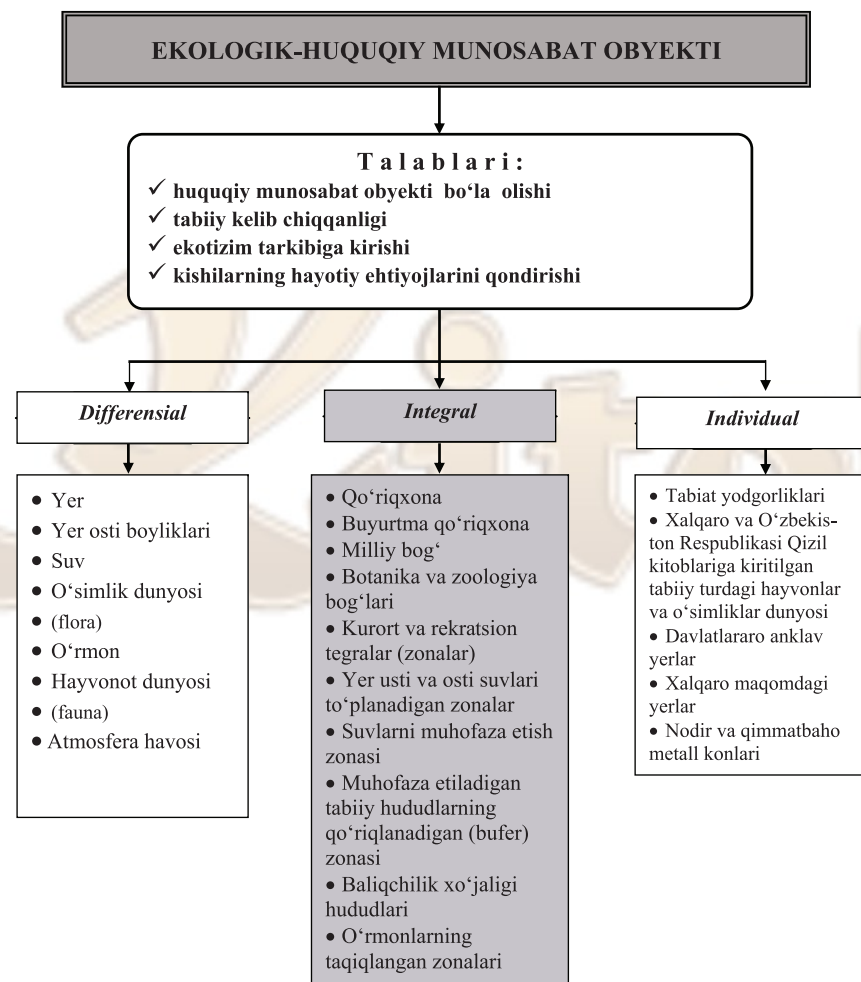 EKOLOGIK-HUQUQIY MUNOSABAT OBYEKTI
Talablari:
✓ huquqiy munosabat obyekti bo‘la olishi
✓ tabiiy kelib chiqqanligi
✓ ekotizim tarkibiga kirishi
✓ kishilarning hayotiy ehtiyojlarini qondirishi
Differensial
• Yer
• Yer osti boyliklari
• Suv
• O‘simlik dunyosi
• (flora)
• O‘rmon
• Hayvonot dunyosi
• (fauna)
• Atmosfera havosi
Integral
• Qo‘riqxona
• Buyurtma qo‘riqxona
• Milliy bog‘
• Botanika va zoologiya
bog‘lari
• Kurort va rekratsion
tegralar (zonalar)
• Yer usti va osti suvlari
to‘planadigan zonalar
• Suvlarni muhofaza etish
zonasi
• Muhofaza etiladigan
tabiiy hududlarning
qo‘riqlanadigan (bufer)
zonasi
• Baliqchilik xo‘jaligi
hududlari
• O‘rmonlarning
taqiqlangan zonalari
Individual
• Tabiat yodgorliklari
• Xalqaro va O‘zbekis-
ton Respublikasi Qizil
kitoblariga kiritilgan
tabiiy turdagi hayvonlar
va o‘simliklar dunyosi
• Davlatlararo anklav
yerlar
• Xalqaro maqomdagi
yerlar
• Nodir va qimmatbaho
metall konlari